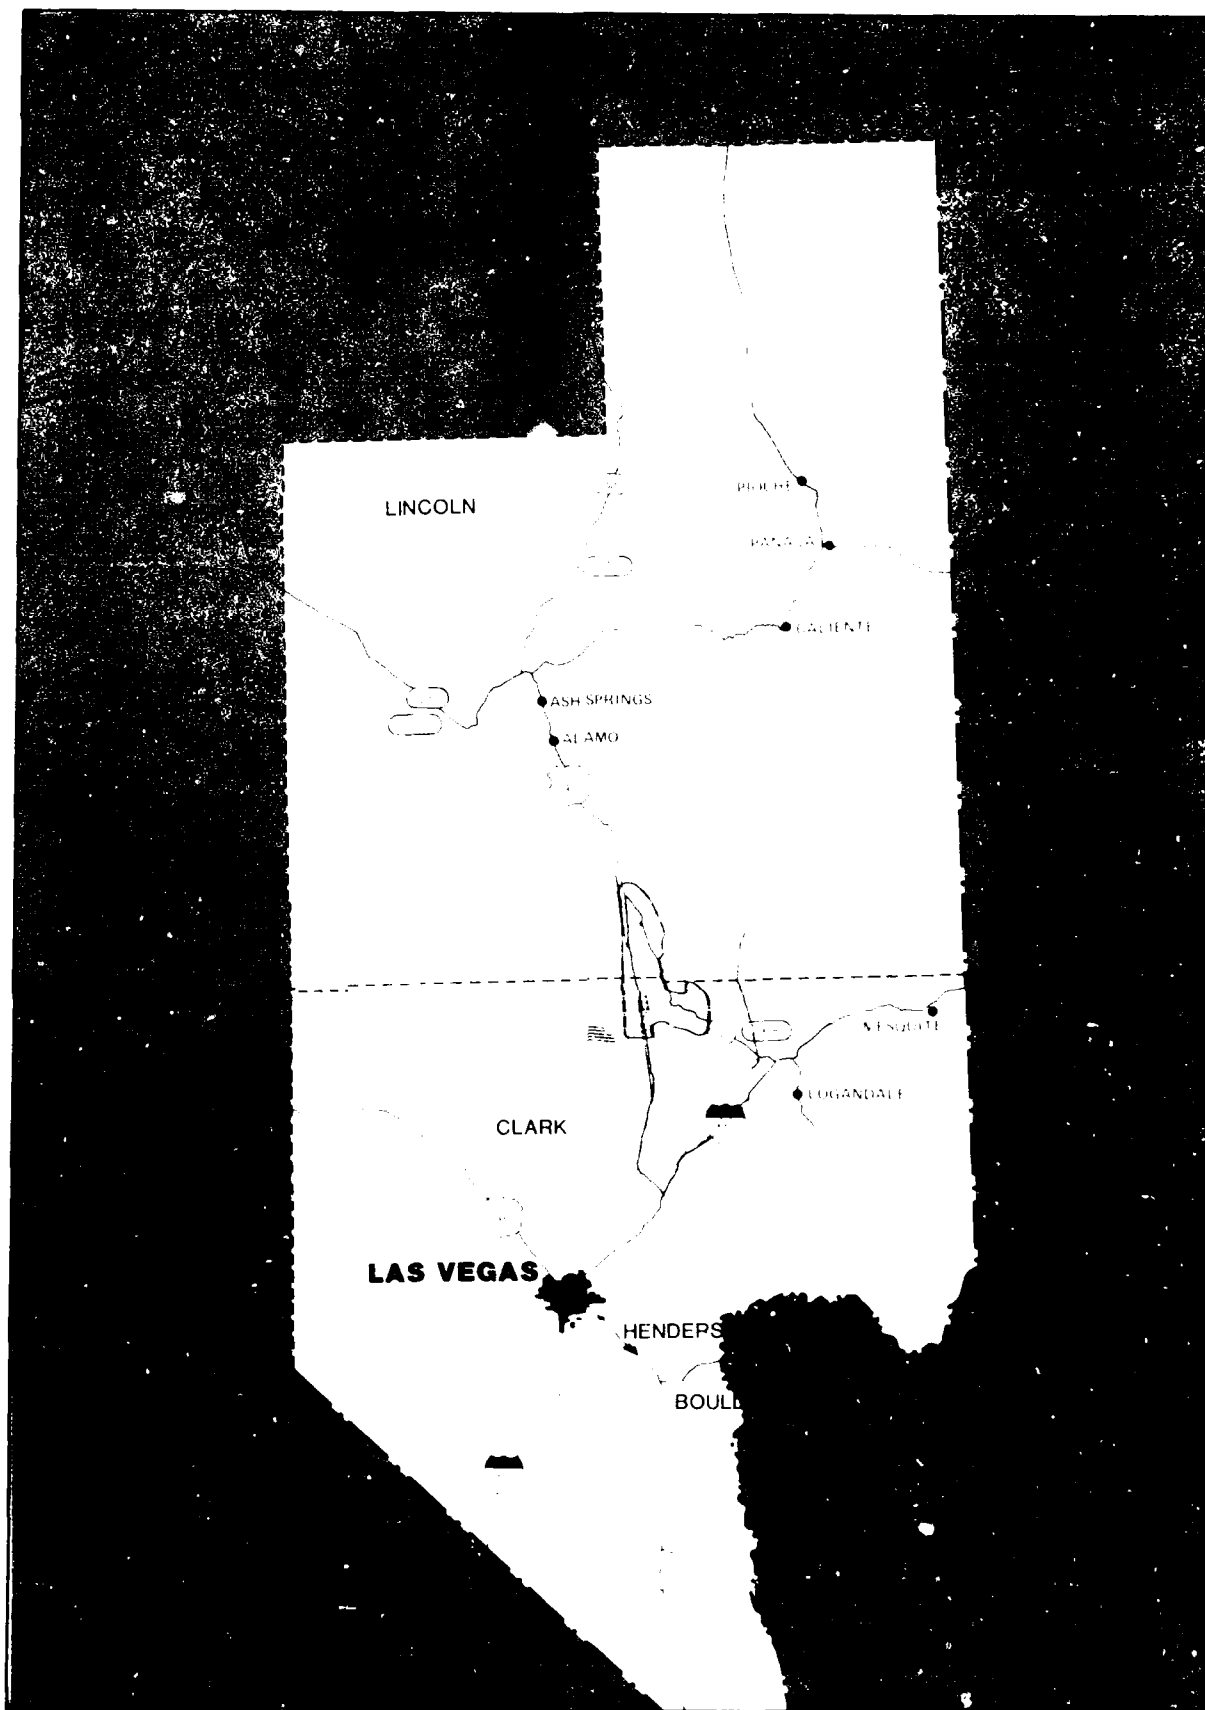 LINCOLN
PIOCHE
PANACA
CALIENTE
ASH SPRINGS
ALAMO
MESQUITE
LOGANDALE
CLARK
LAS VEGAS
HENDERS
BOULD